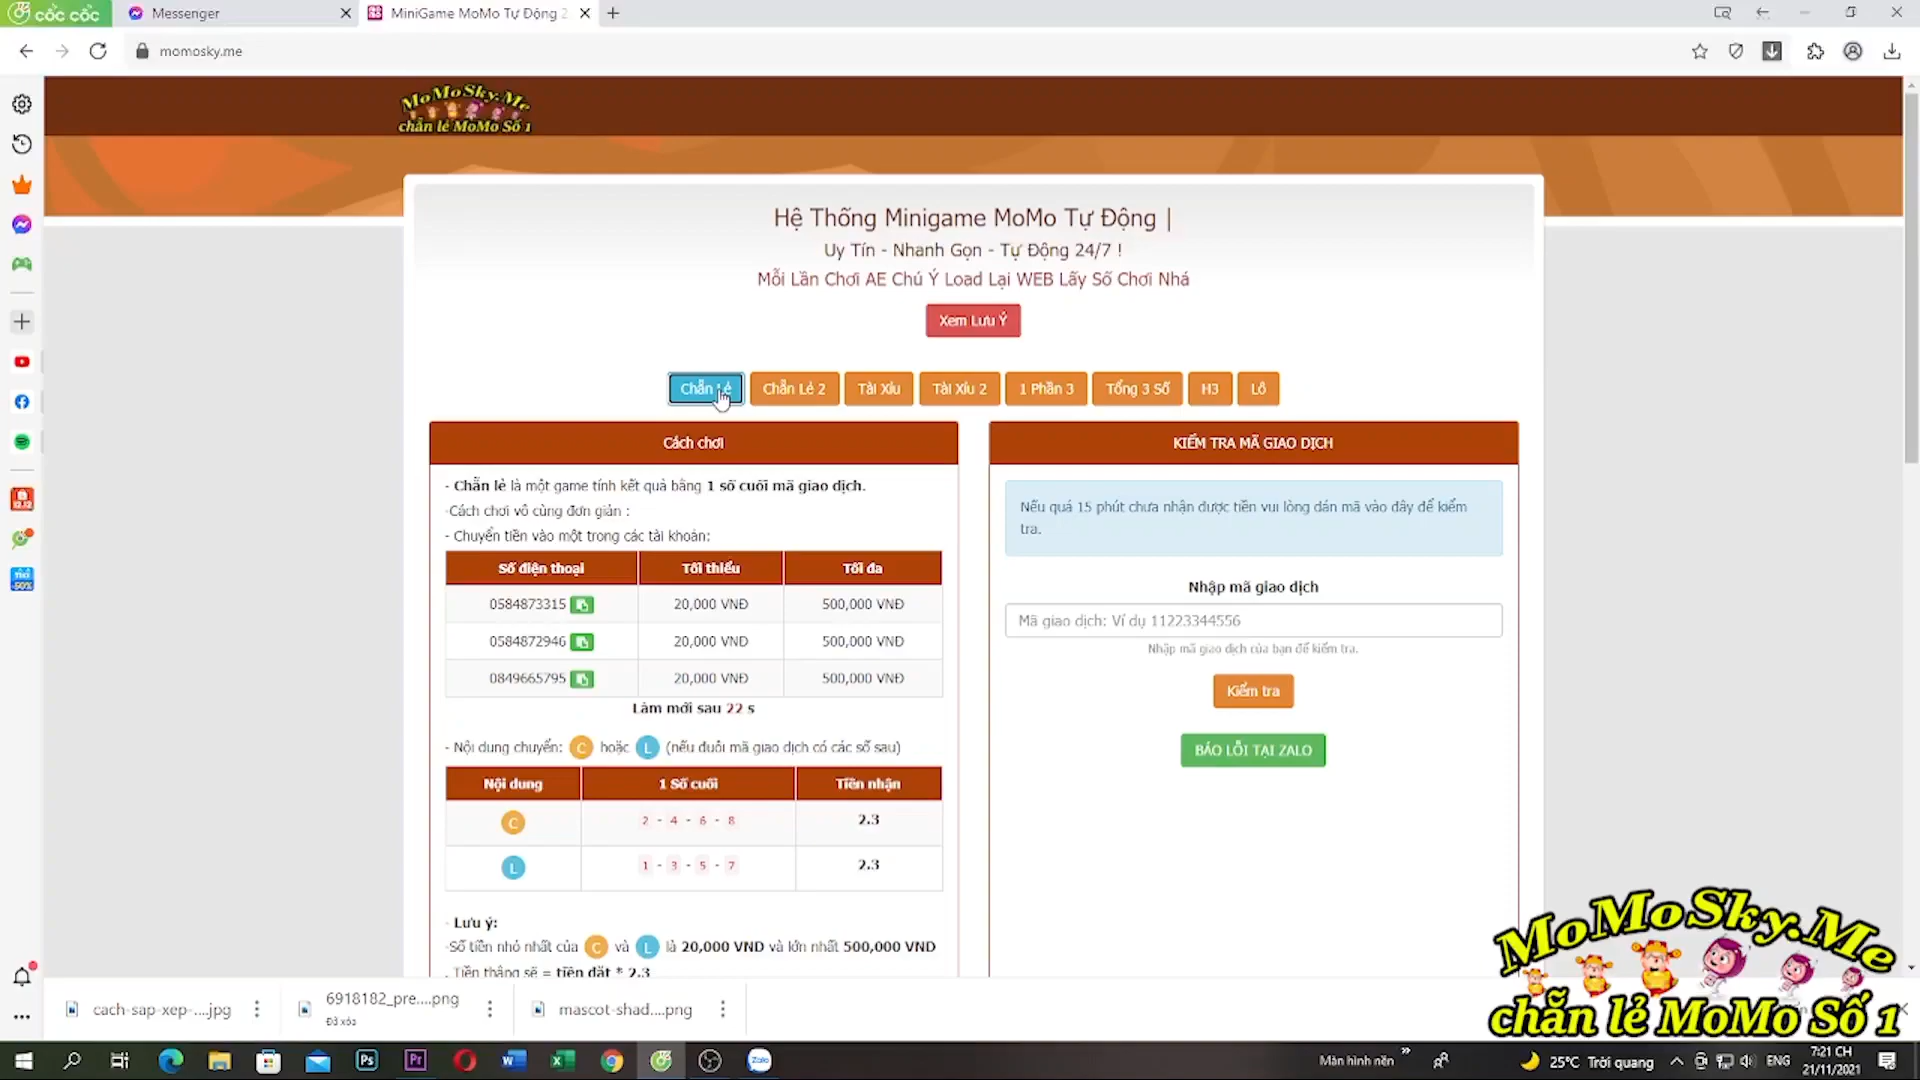 cốc cốc
Messenger
MiniGame MoMo Tự Động 2
momosky.me
MoMoSky.Me
chẵn lẻ MoMo Số 1
Hệ Thống Minigame MoMo Tự Động |
Uy Tín - Nhanh Gọn - Tự Động 24/7 !
Mỗi Lần Chơi AE Chú Ý Load Lại WEB Lấy Số Chơi Nhá
Xem Lưu Ý
Chẵn Lẻ Chẵn Lẻ 2 Tài Xỉu Tài Xỉu 2 1 Phần 3 Tổng 3 Số H3 Lô
Cách chơi
- Chẵn lẻ là một game tính kết quả bằng 1 số cuối mã giao dịch.
-Cách chơi vô cùng đơn giản :
- Chuyển tiền vào một trong các tài khoản:
Số điện thoại Tối thiểu Tối đa
0584873315 20,000 VNĐ 500,000 VNĐ
0584872946 20,000 VNĐ 500,000 VNĐ
0849665795 20,000 VNĐ 500,000 VNĐ
Làm mới sau 22 s
- Nội dung chuyển: C hoặc L (nếu đuôi mã giao dịch có các số sau)
Nội dung 1 Số cuối Tiền nhận
C 2 - 4 - 6 - 8 2.3
L 1 - 3 - 5 - 7 2.3
- Lưu ý:
-Số tiền nhỏ nhất của C và L là 20,000 VNĐ và lớn nhất 500,000 VNĐ
. Tiền thắng sẽ = tiền đặt * 2.3
KIỂM TRA MÃ GIAO DỊCH
Nếu quá 15 phút chưa nhận được tiền vui lòng dán mã vào đây để kiểm
tra.
Nhập mã giao dịch
Mã giao dịch: Ví dụ 11223344556
Nhập mã giao dịch của bạn để kiểm tra.
Kiểm tra
BÁO LỖI TẠI ZALO
MoMoSky.Me
chẵn lẻ MoMo Số 1
cach-sap-xep-....jpg
6918182_pre....png
Đã xóa
mascot-shad....png
Màn hình nền
25°C Trời quang
ENG
7:21 CH
21/11/2021